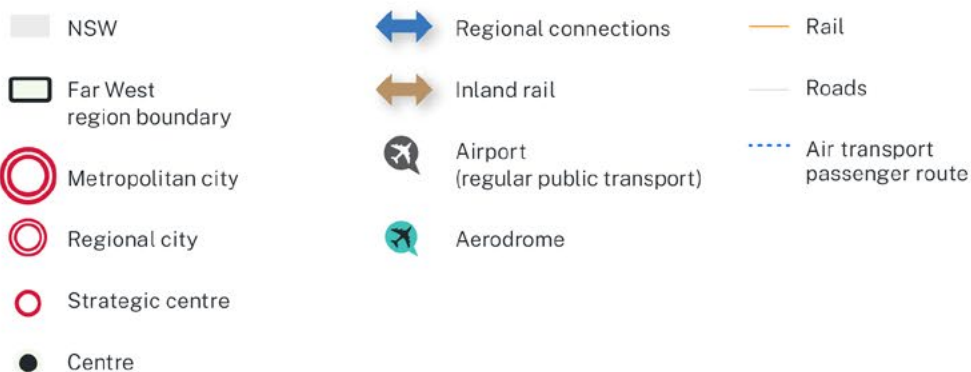 NSW
Far West
region boundary
Metropolitan city
Regional city
Strategic centre
Centre
Regional connections
Inland rail
Airport
(regular public transport)
Aerodrome
Rail
Roads
Air transport
passenger route